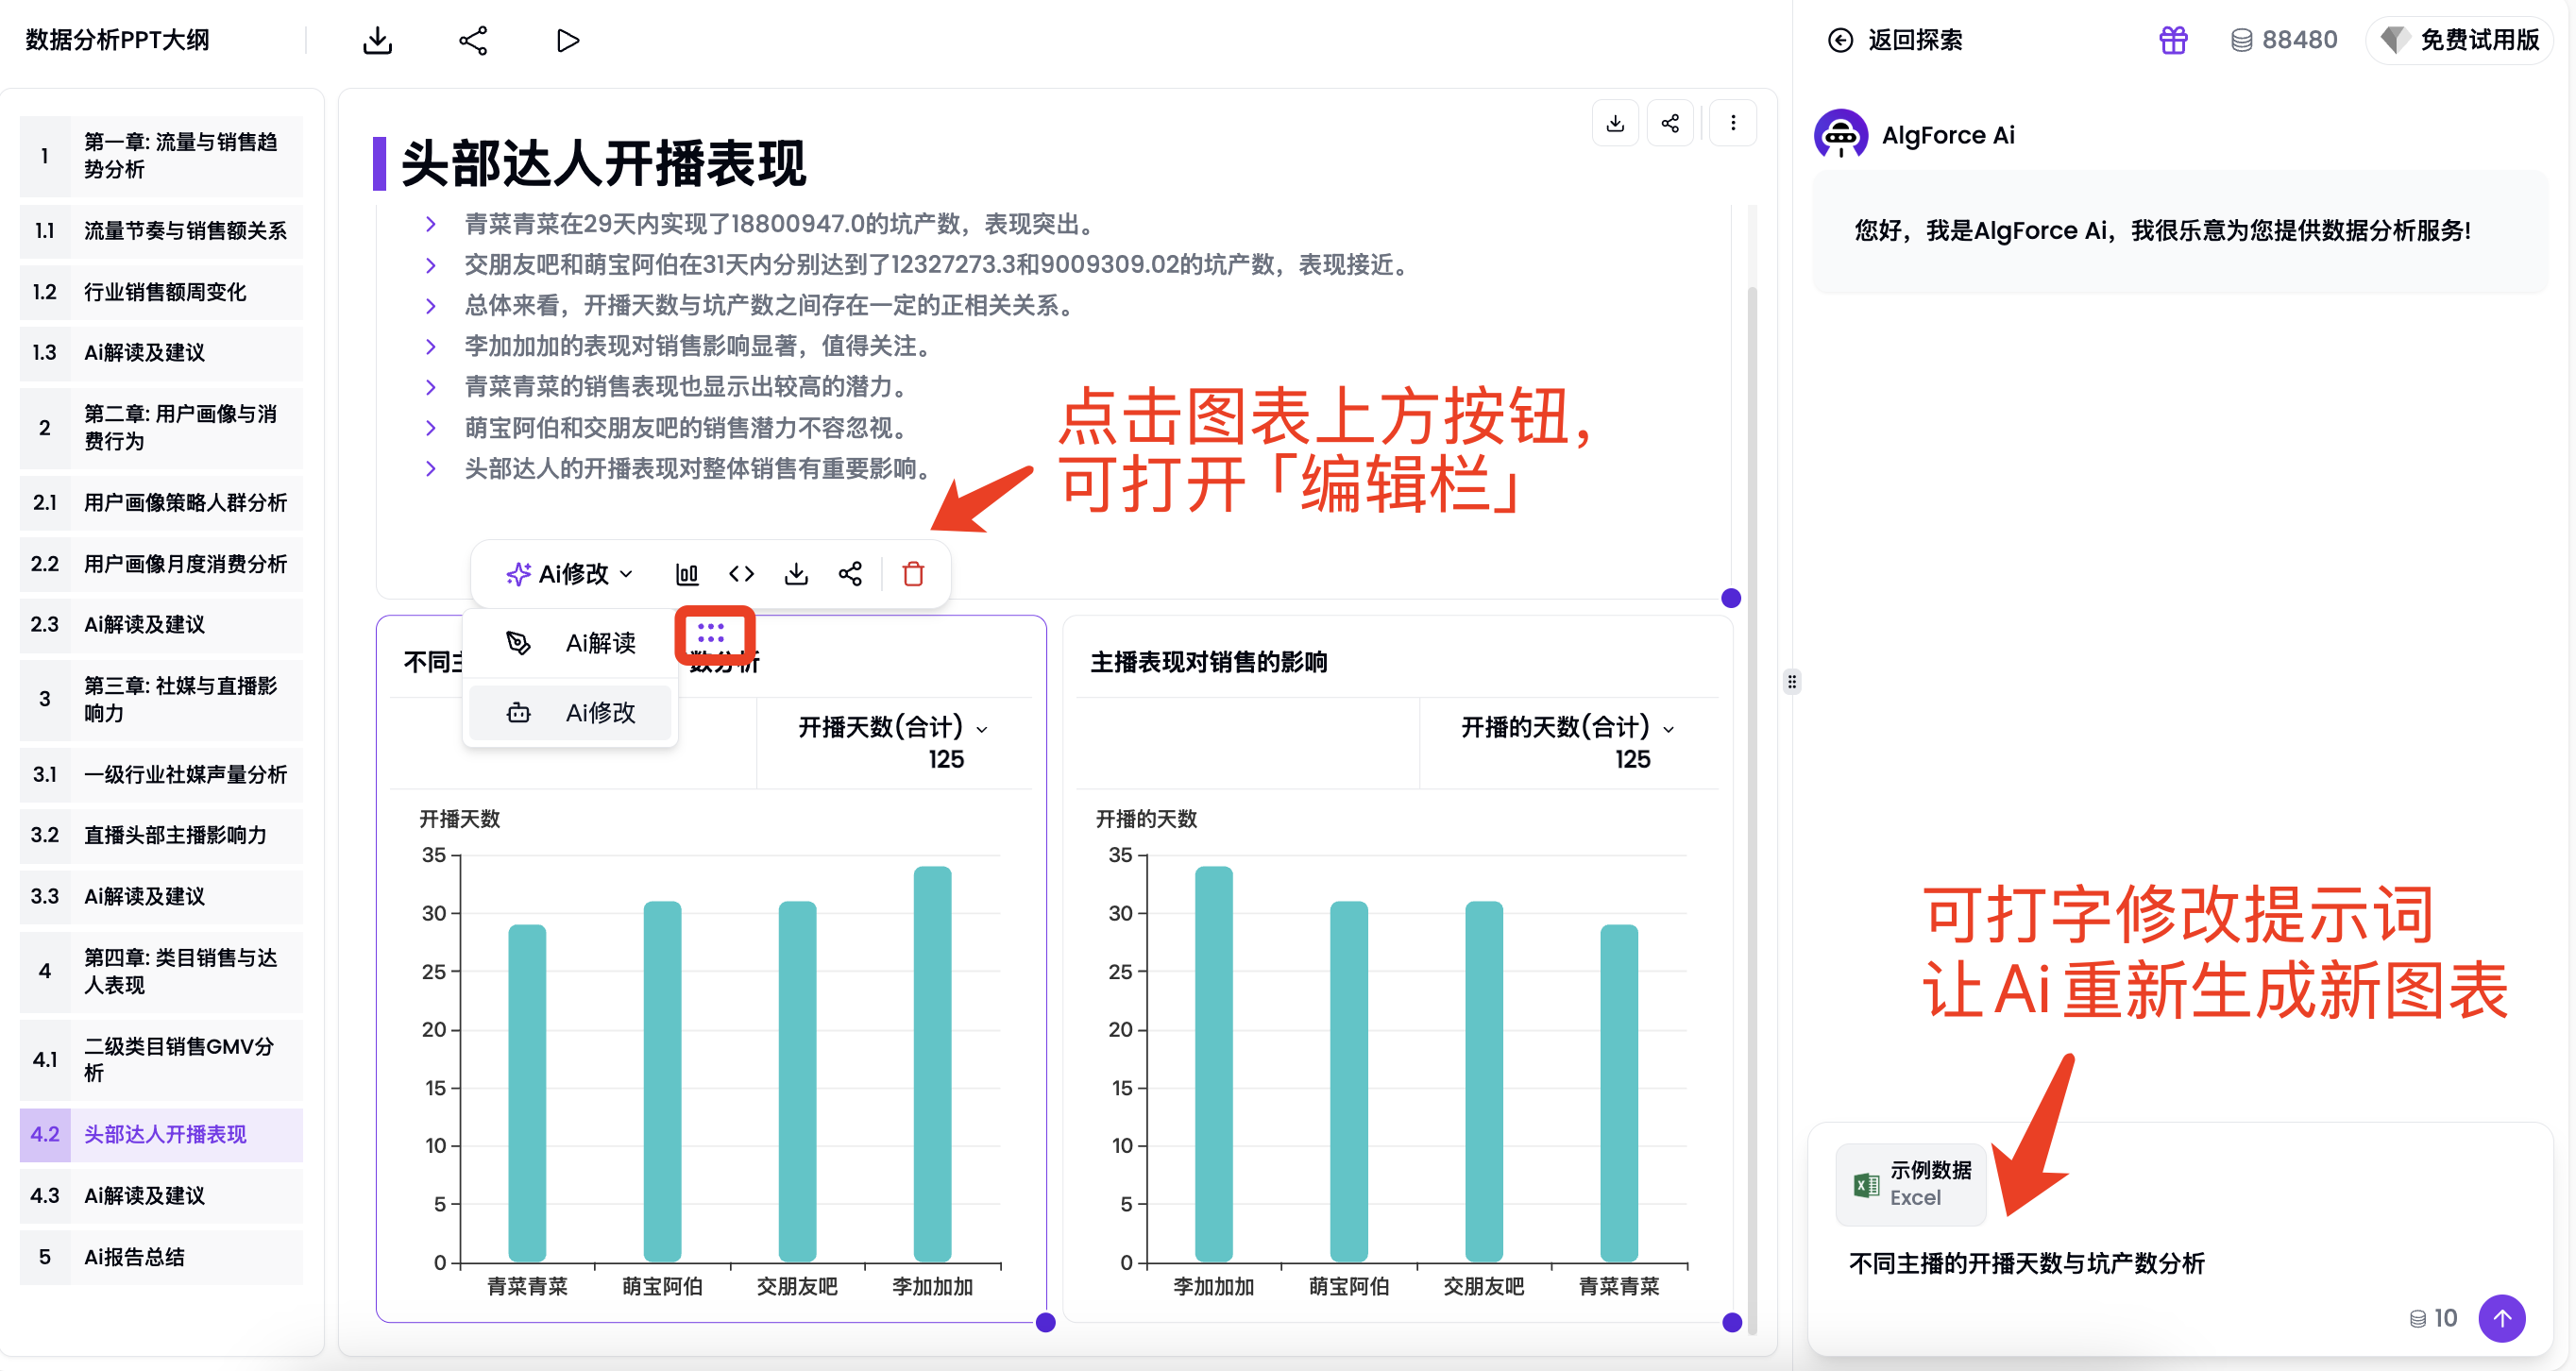 数据分析PPT大纲
返回探索
88480
免费试用版
1
第一章: 流量与销售趋
势分析
1.1
流量节奏与销售额关系
1.2
行业销售额周变化
1.3
Ai解读及建议
2
第二章: 用户画像与消
费行为
2.1
用户画像策略人群分析
2.2
用户画像月度消费分析
2.3
Ai解读及建议
3
第三章: 社媒与直播影
响力
3.1
一级行业社媒声量分析
3.2
直播头部主播影响力
3.3
Ai解读及建议
4
第四章: 类目销售与达
人表现
4.1
二级类目销售GMV分
析
4.2
头部达人开播表现
4.3
Ai解读及建议
5
Ai报告总结
头部达人开播表现
青菜青菜在29天内实现了18800947.0的坑产数，表现突出。
交朋友吧和萌宝阿伯在31天内分别达到了12327273.3和9009309.02的坑产数，表现接近。
总体来看，开播天数与坑产数之间存在一定的正相关关系。
李加加加的表现对销售影响显著，值得关注。
青菜青菜的销售表现也显示出较高的潜力。
萌宝阿伯和交朋友吧的销售潜力不容忽视。
头部达人的开播表现对整体销售有重要影响。
点击图表上方按钮，
可打开「编辑栏」
Ai修改
Ai解读
Ai修改
不同主
数分析
开播天数(合计)
125
开播天数
35
30
25
20
15
10
5
0
青菜青菜
萌宝阿伯
交朋友吧
李加加加
主播表现对销售的影响
开播的天数(合计)
125
开播的天数
35
30
25
20
15
10
5
0
李加加加
萌宝阿伯
交朋友吧
青菜青菜
AlgForce Ai
您好，我是AlgForce Ai，我很乐意为您提供数据分析服务!
可打字修改提示词
让Ai重新生成新图表
示例数据
Excel
不同主播的开播天数与坑产数分析
10